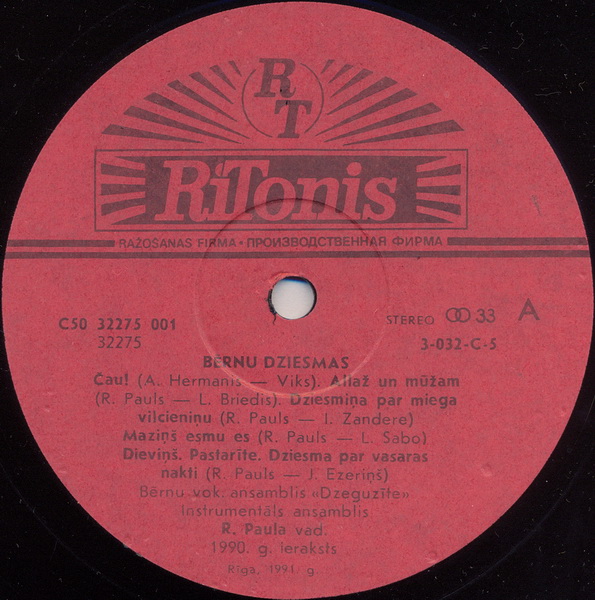 RT
RiTonis
RAŽOŠANAS FIRMA • ПРОИЗВОДСТВЕННАЯ ФИРМА
C50 32275 001
32275
STEREO 33 A
3-032-C-5
BĒRNU DZIESMAS
Čau! (A. Hermanis — Viks). Allaž un mūžam
(R. Pauls — L. Briedis). Dziesmiņa par miega
vilcieniņu (R. Pauls — I. Zandere)
Maziņš esmu es (R. Pauls — L. Sabo)
Dieviņš. Pastarīte. Dziesma par vasaras
nakti (R. Pauls — J. Ezeriņš)
Bērnu vok. ansamblis «Dzeguzīte»
Instrumentāls ansamblis
R. Paula vad.
1990. g. ieraksts
Rīga, 1991. g.